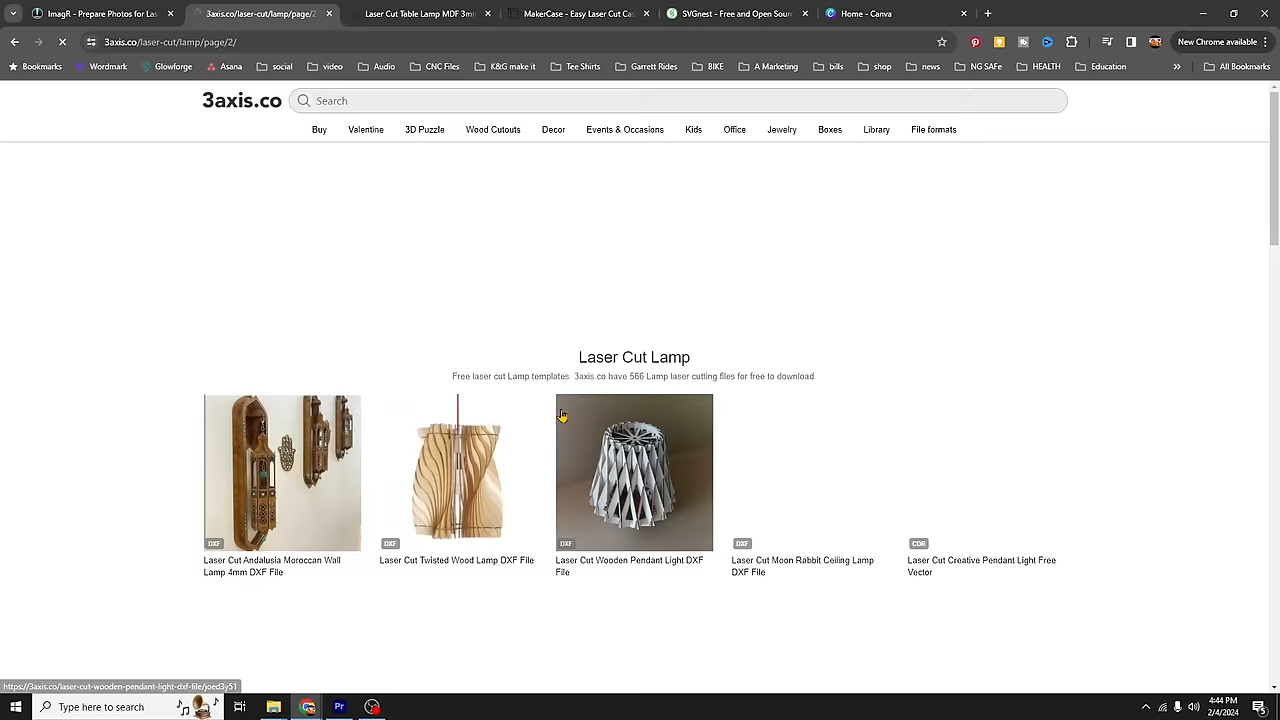 ImagR - Prepare Photos for Las
3axis.co/laser-cut/lamp/page/2
Laser Cut Table Lamp MDF 3mm
MakerCase - Easy Laser Cut Cas
SVGnest - Free and Open Sourc
Home - Canva
3axis.co/laser-cut/lamp/page/2/
New Chrome available
Bookmarks
Wordmark
Glowforge
Asana
social
video
Audio
CNC Files
K&G make it
Tee Shirts
Garrett Rides
BIKE
A Marketing
bills
shop
news
NG SAFe
HEALTH
Education
»
All Bookmarks
3axis.co
Search
Buy
Valentine
3D Puzzle
Wood Cutouts
Decor
Events & Occasions
Kids
Office
Jewelry
Boxes
Library
File formats
Laser Cut Lamp
Free laser cut Lamp templates. 3axis.co have 566 Lamp laser cutting files for free to download.
DXF
DXF
DXF
DXF
CDR
Laser Cut Andalusia Moroccan Wall
Lamp 4mm DXF File
Laser Cut Twisted Wood Lamp DXF File
Laser Cut Wooden Pendant Light DXF
File
Laser Cut Moon Rabbit Ceiling Lamp
DXF File
Laser Cut Creative Pendant Light Free
Vector
https://3axis.co/laser-cut-wooden-pendant-light-dxf-file/joed3y51
Type here to search
Pr
4:44 PM
2/4/2024